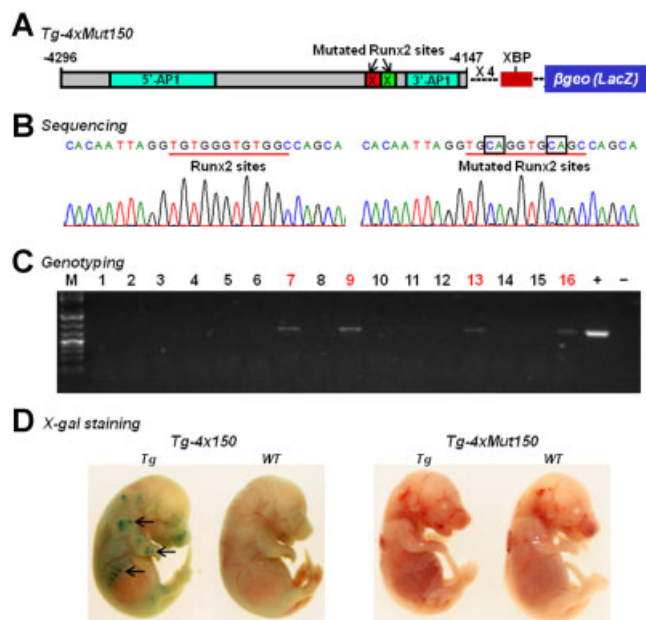 A Tg-4xMut150
Mutated Runx2 sites
-4296 -4147 X 4 XBP
5'-AP1 X X 3'-AP1 βgeo (LacZ)
B Sequencing
CACAATTAGGTGTGGGTGTGGCCAGCA CACAATTAGGTGCAGGTGCAGCCAGCA
Runx2 sites Mutated Runx2 sites
C Genotyping
M 1 2 3 4 5 6 7 8 9 10 11 12 13 14 15 16 + −
D X-gal staining
Tg-4x150 Tg-4xMut150
Tg WT Tg WT